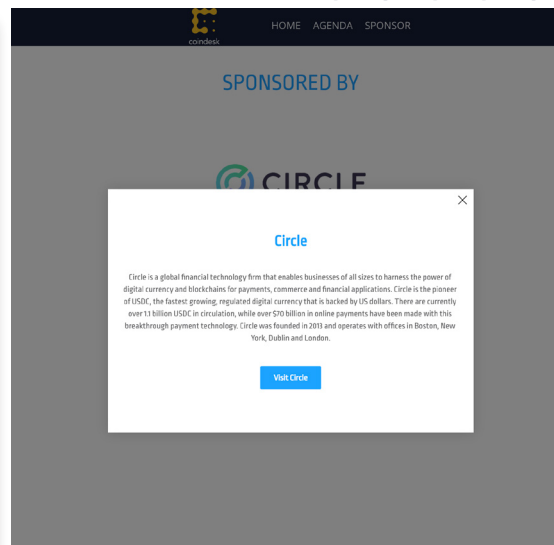 coindesk
HOME AGENDA SPONSOR
SPONSORED BY
CIRCLE
Circle
Circle is a global financial technology firm that enables businesses of all sizes to harness the power of
digital currency and blockchains for payments, commerce and financial applications. Circle is the pioneer
of USDC, the fastest growing, regulated digital currency that is backed by US dollars. There are currently
over 1.1 billion USDC in circulation, while over $70 billion in online payments have been made with this
breakthrough payment technology. Circle was founded in 2013 and operates with offices in Boston, New
York, Dublin and London.
Visit Circle